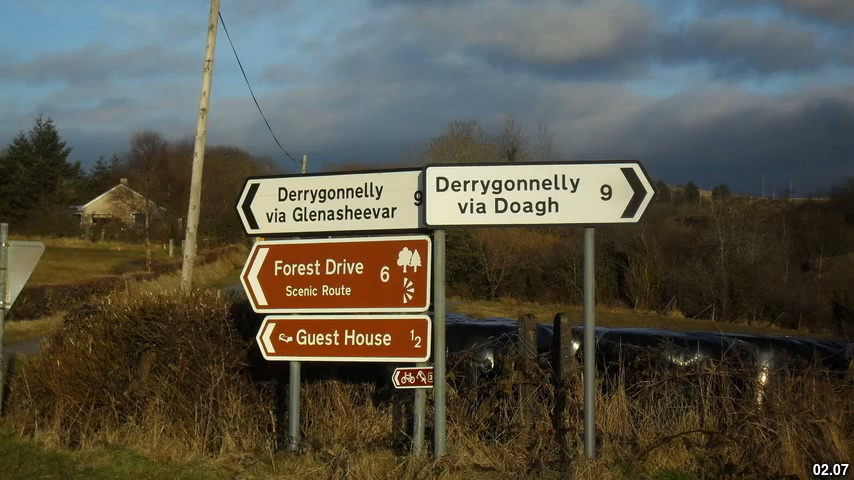 Derrygonnelly 9
via Glenasheevar
Derrygonnelly 9
via Doagh
Forest Drive 6
Scenic Route
Guest House 1/2
02.07